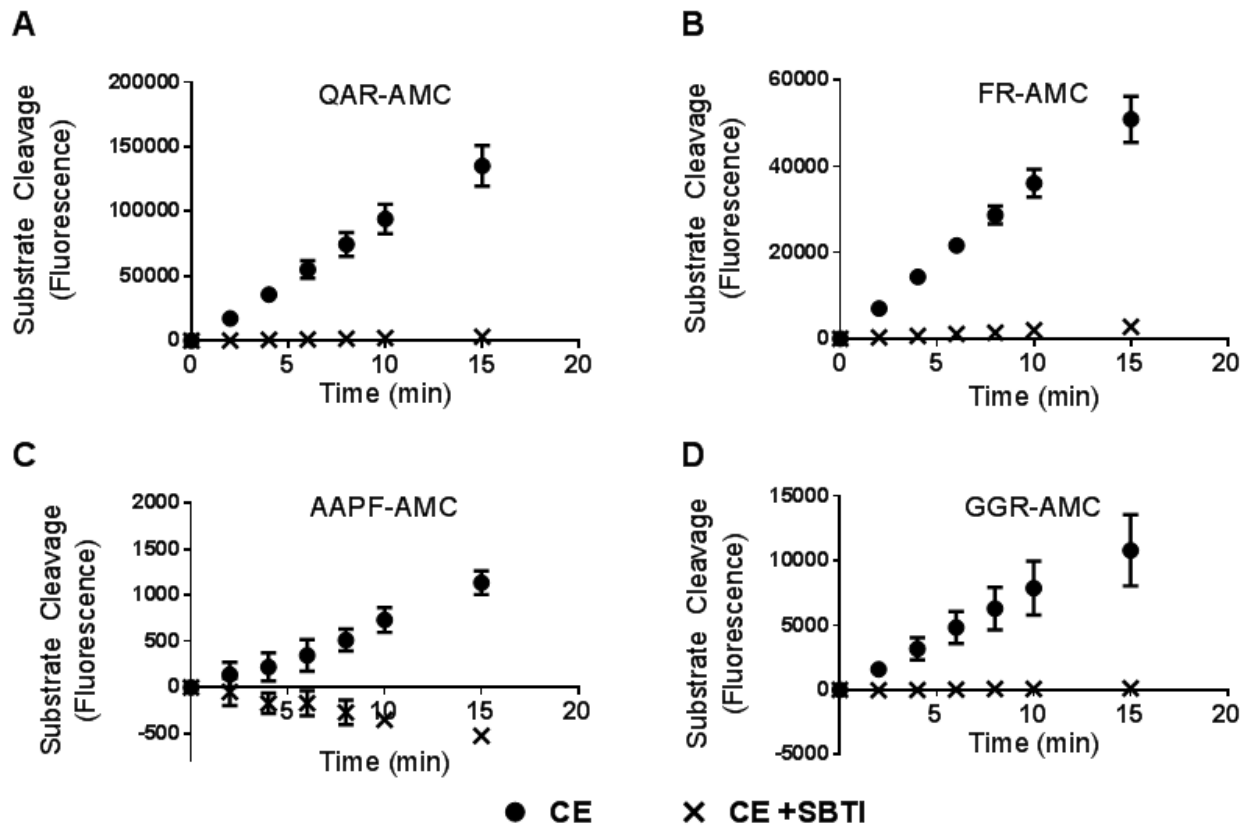 A
QAR-AMC
Substrate Cleavage
(Fluorescence)
200000
150000
100000
50000
0
0 5 10 15 20
Time (min)
B
FR-AMC
Substrate Cleavage
(Fluorescence)
60000
40000
20000
0
0 5 10 15 20
Time (min)
C
AAPF-AMC
Substrate Cleavage
(Fluorescence)
2000
1500
1000
500
0
-500
5 10 15 20
Time (min)
D
GGR-AMC
Substrate Cleavage
(Fluorescence)
15000
10000
5000
0
-5000
5 10 15 20
Time (min)
CE
CE +SBTI